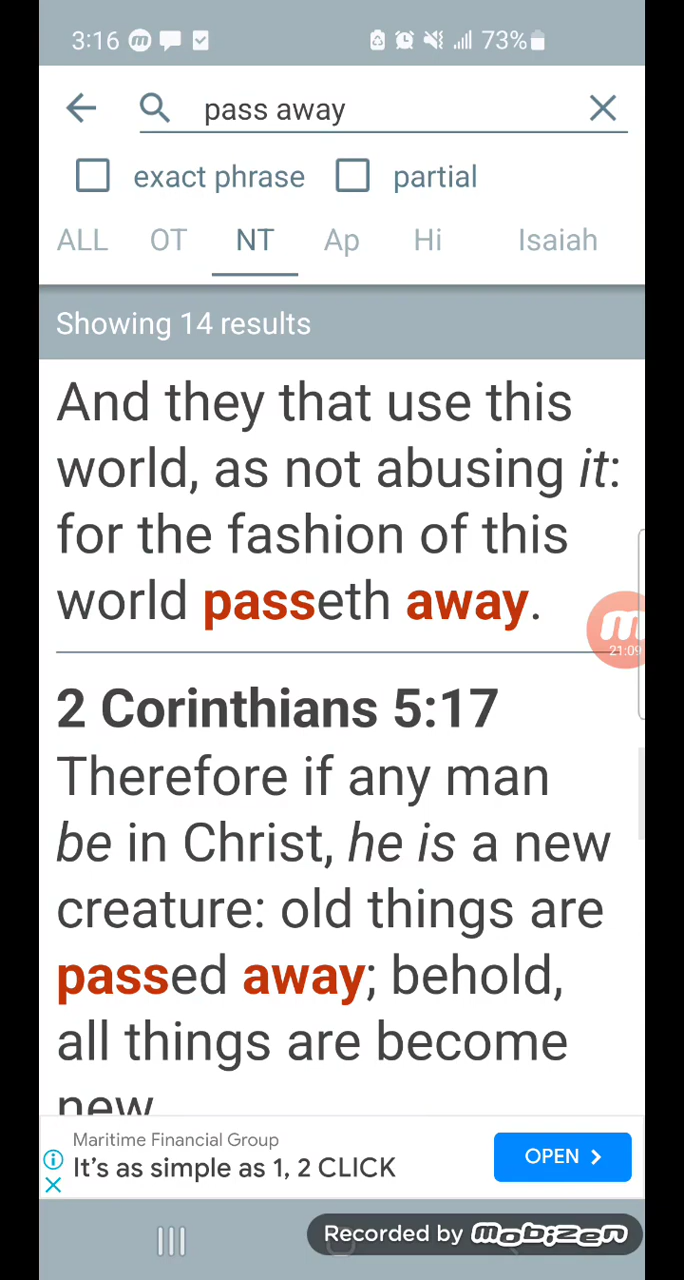 3:16 m 73%
pass away
exact phrase partial
ALL OT NT Ap Hi Isaiah
Showing 14 results
And they that use this
world, as not abusing it:
for the fashion of this
world passeth away.
m
21:09
2 Corinthians 5:17
Therefore if any man
be in Christ, he is a new
creature: old things are
passed away; behold,
all things are become
new
Maritime Financial Group
It's as simple as 1, 2 CLICK
OPEN
Recorded by mobizen